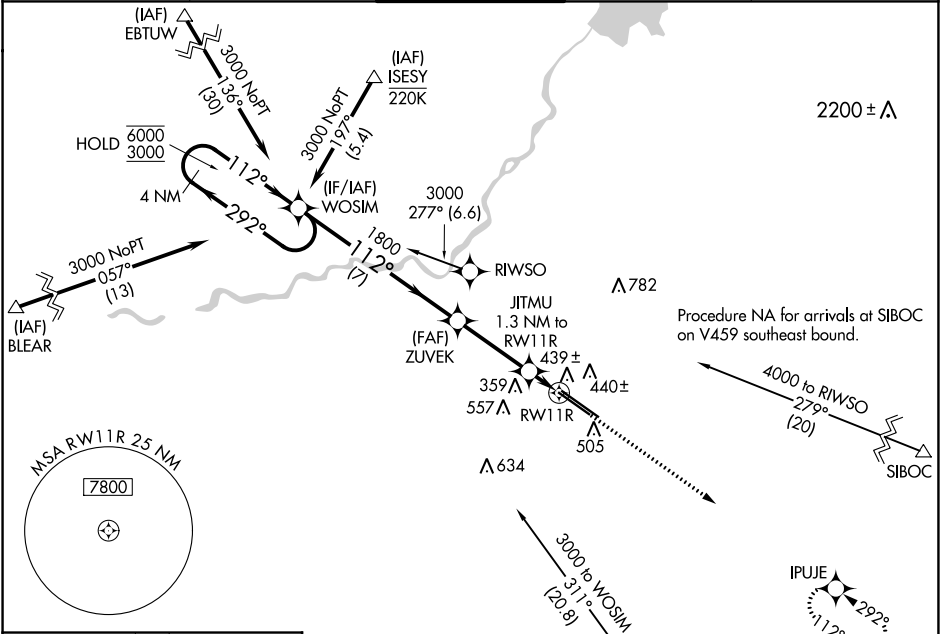 (IAF)
EBTUW
3000 NoPT
136°
(30)
(IAF)
ISESY
220K
3000 NoPT
197°
(5.4)
2200 ±
HOLD
6000
3000
4 NM
112°
292°
(IF/IAF)
WOSIM
3000
277° (6.6)
1800
112°
(7)
RIWSO
3000 NoPT
057°
(13)
(IAF)
BLEAR
782
JITMU
1.3 NM to
RW11R
(FAF)
ZUVEK
439 ±
440 ±
359
557
RW11R
505
634
Procedure NA for arrivals at SIBOC
on V459 southeast bound.
4000 to RIWSO
279°
(20)
SIBOC
MSA RW11R 25 NM
7800
3000 to WOSIM
311°
(20.8)
IPUJE
292°
112°